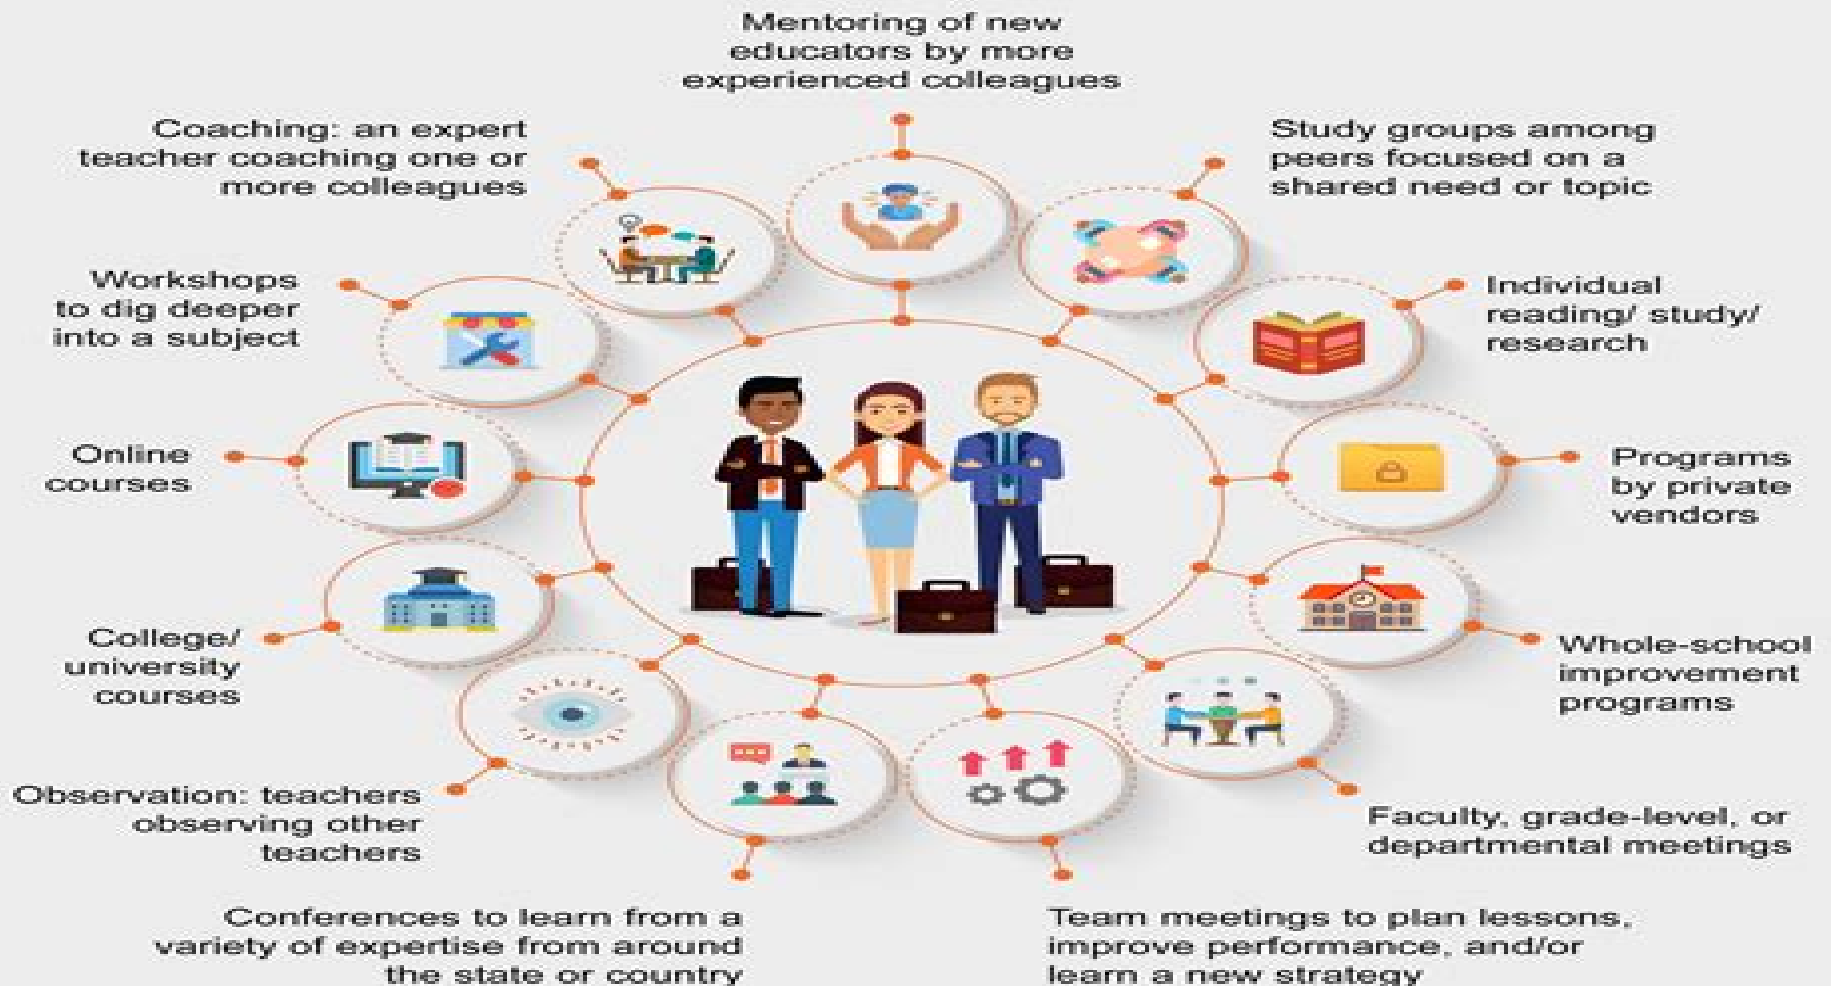 Mentoring of new
educators by more
experienced colleagues
Study groups among
peers focused on a
shared need or topic
Individual
reading/ study/
research
Programs
by private
vendors
Whole-school
improvement
programs
Faculty, grade-level, or
departmental meetings
Team meetings to plan lessons,
improve performance, and/or
learn a new strategy
Conferences to learn from a
variety of expertise from around
the state or country
Observation: teachers
observing other
teachers
College/
university
courses
Online
courses
Workshops
to dig deeper
into a subject
Coaching: an expert
teacher coaching one or
more colleagues